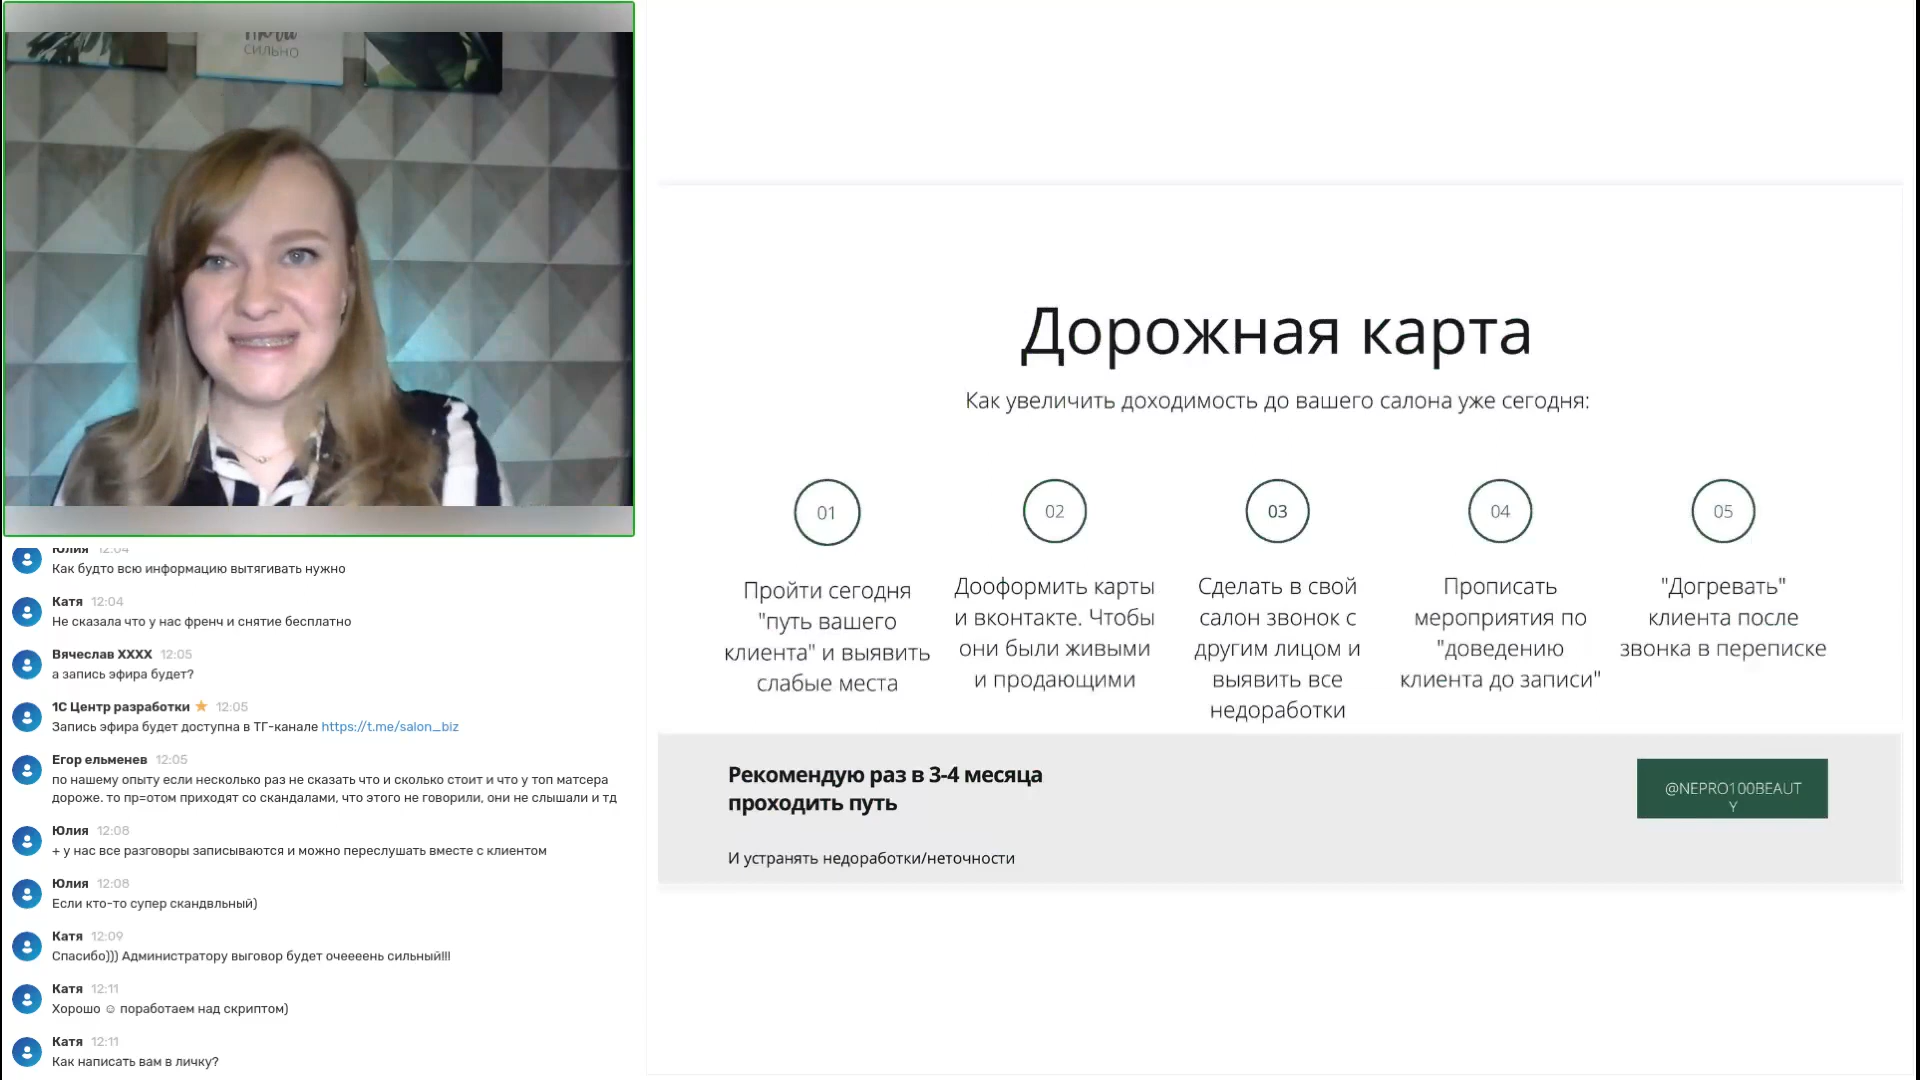 СИЛЬНО
Юлия 12:04
Как будто всю информацию вытягивать нужно
Катя 12:04
Не сказала что у нас френч и снятие бесплатно
Вячеслав ХХХХ 12:05
а запись эфира будет?
1С Центр разработки 12:05
Запись эфира будет доступна в ТГ-канале https://t.me/salon_biz
Егор ельменев 12:05
по нашему опыту если несколько раз не сказать что и сколько стоит и что у топ матсера
дороже. то пр=отом приходят со скандалами, что этого не говорили, они не слышали и тд
Юлия 12:08
+ у нас все разговоры записываются и можно переслушать вместе с клиентом
Юлия 12:08
Если кто-то супер скандвльный)
Катя 12:09
Спасибо))) Администратору выговор будет очеееень сильный!!!
Катя 12:11
Хорошо ☺ поработаем над скриптом)
Катя 12:11
Как написать вам в личку?
Дорожная карта
Как увеличить доходимость до вашего салона уже сегодня:
01
Пройти сегодня
"путь вашего
клиента" и выявить
слабые места
02
Дооформить карты
и вконтакте. Чтобы
они были живыми
и продающими
03
Сделать в свой
салон звонок с
другим лицом и
выявить все
недоработки
04
Прописать
мероприятия по
"доведению
клиента до записи"
05
"Догревать"
клиента после
звонка в переписке
Рекомендую раз в 3-4 месяца
проходить путь
И устранять недоработки/неточности
@NEPRO100BEAUT
Y